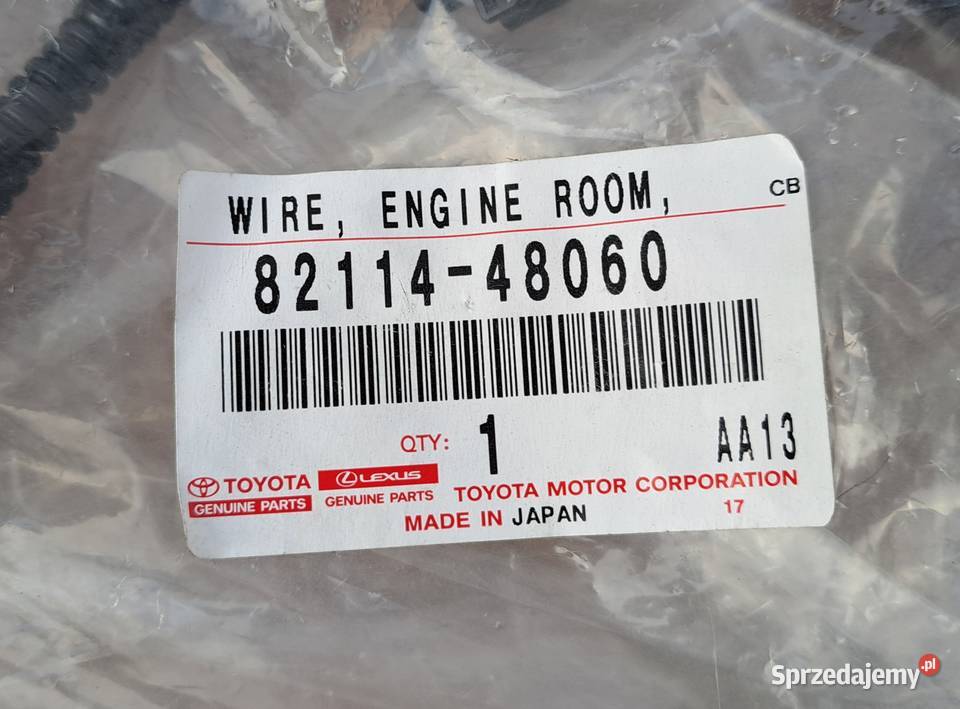 WIRE, ENGINE ROOM, CB
82114-48060
QTY: 1 AA13
TOYOTA LEXUS
GENUINE PARTS GENUINE PARTS TOYOTA MOTOR CORPORATION
MADE IN JAPAN 17
Sprzedajemy.pl